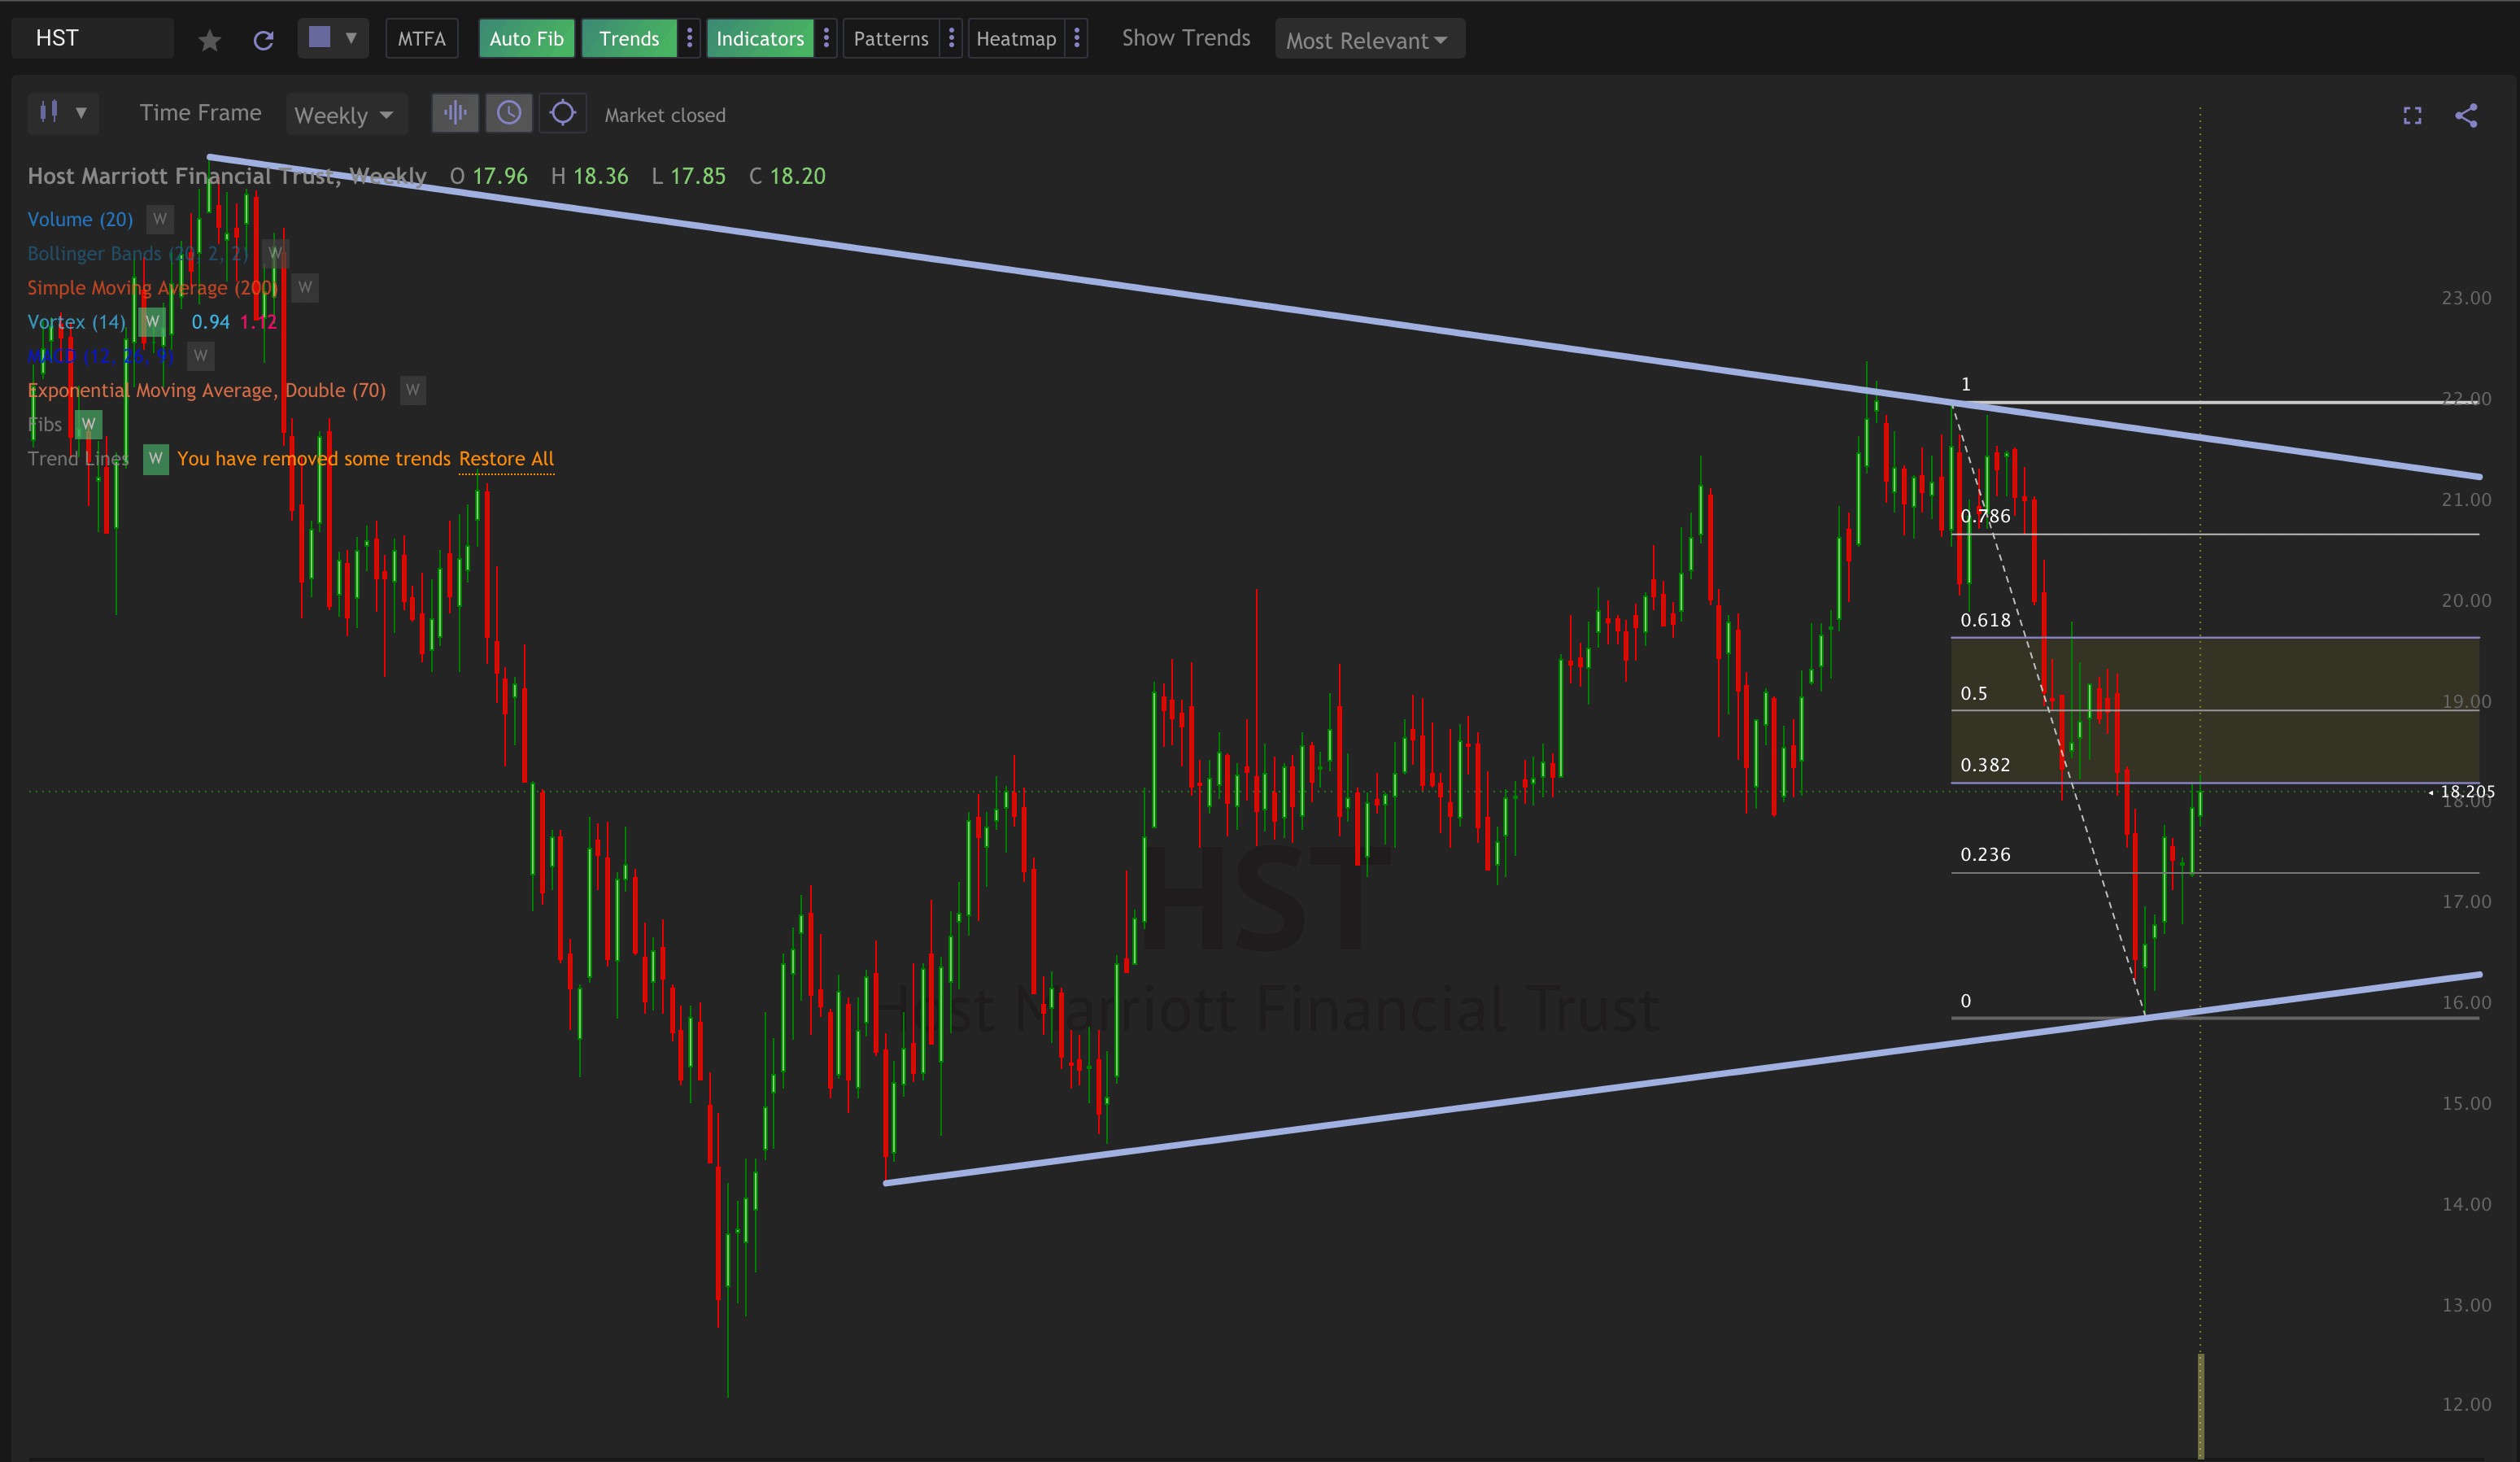 HST MTFA Auto Fib Trends Indicators Patterns Heatmap Show Trends Most Relevant
Time Frame Weekly Market closed
Host Marriott Financial Trust, Weekly O 17.96 H 18.36 L 17.85 C 18.20
Volume (20) W
Bollinger Bands (20, 2, 2) W
Simple Moving Average (200) W
Vortex (14) W 0.94 1.12
MACD (12, 26, 9) W
Exponential Moving Average, Double (70) W
Fibs W
Trend Lines W You have removed some trends Restore All
23.00
1
22.00
21.00
0.786
20.00
0.618
0.5
19.00
0.382
18.205
18.00
0.236
17.00
HST
Host Marriott Financial Trust
0
16.00
15.00
14.00
13.00
12.00